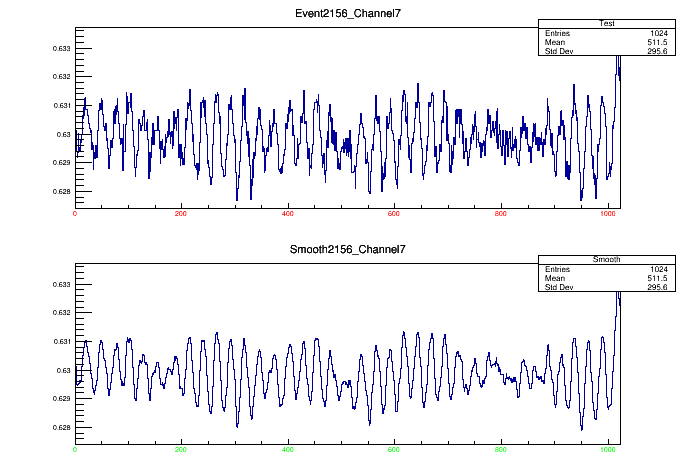 Event2156_Channel7
Test
Entries 1024
Mean 511.5
Std Dev 295.6
0.633
0.632
0.631
0.63
0.629
0.628
0 200 400 600 800 1000
Smooth2156_Channel7
Smooth
Entries 1024
Mean 511.5
Std Dev 295.6
0.633
0.632
0.631
0.63
0.629
0.628
0 200 400 600 800 1000